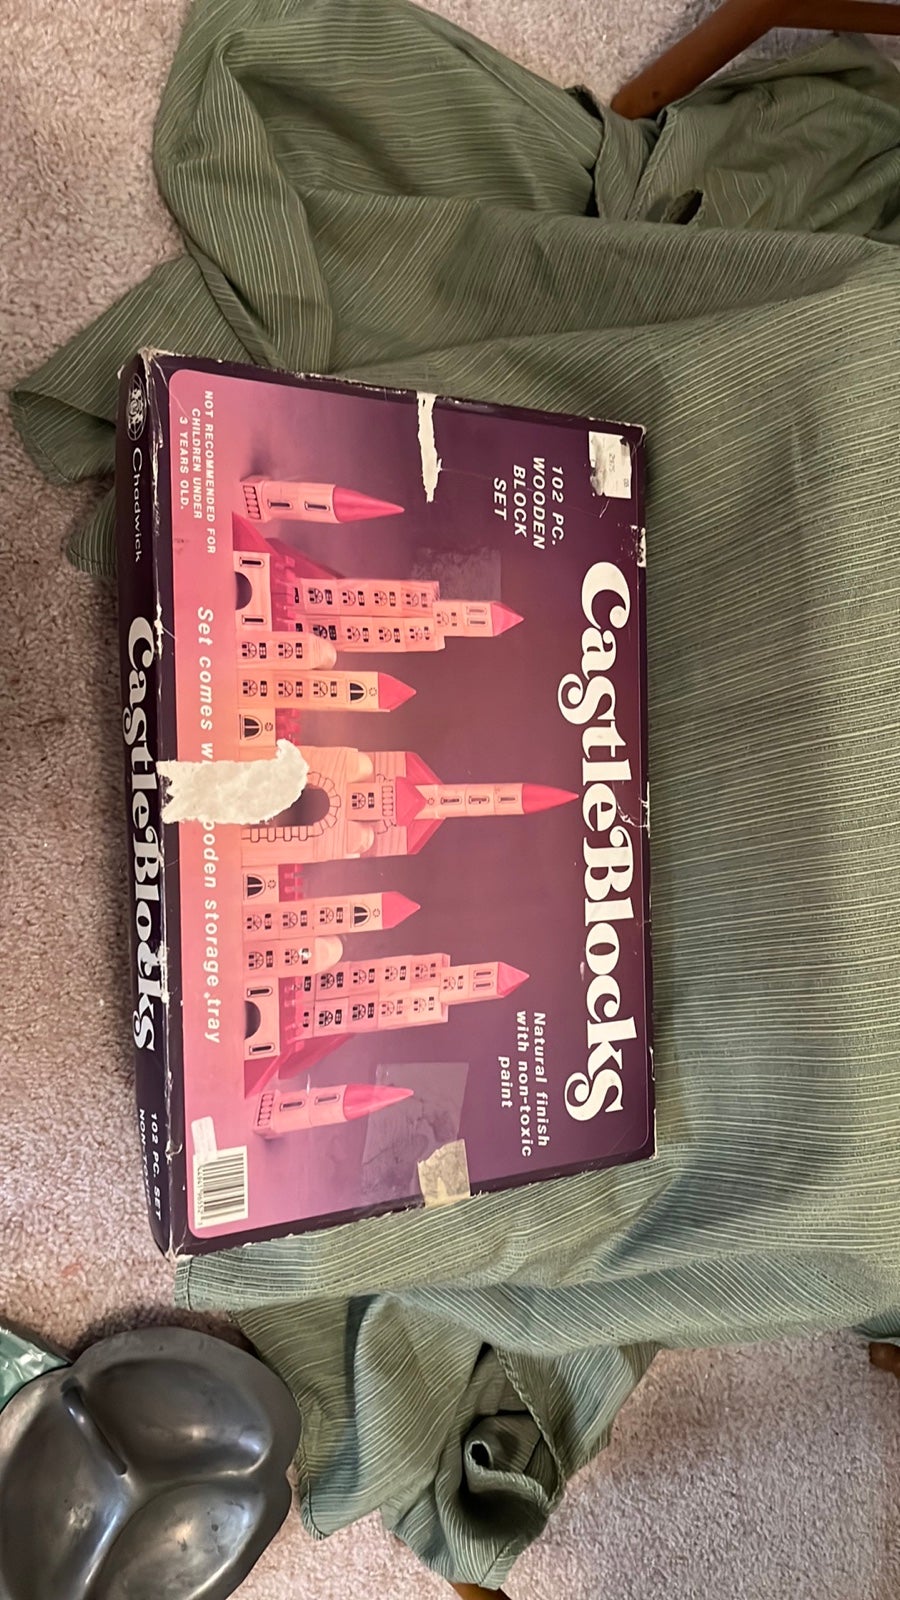 CastleBlocks
102 PC.
WOODEN
BLOCK
SET
Natural finish
with non-toxic
paint
NOT RECOMMENDED FOR
CHILDREN UNDER
3 YEARS OLD.
Set comes w ooden storage tray
Chadwick
CastleBlocks
102 PC. SET